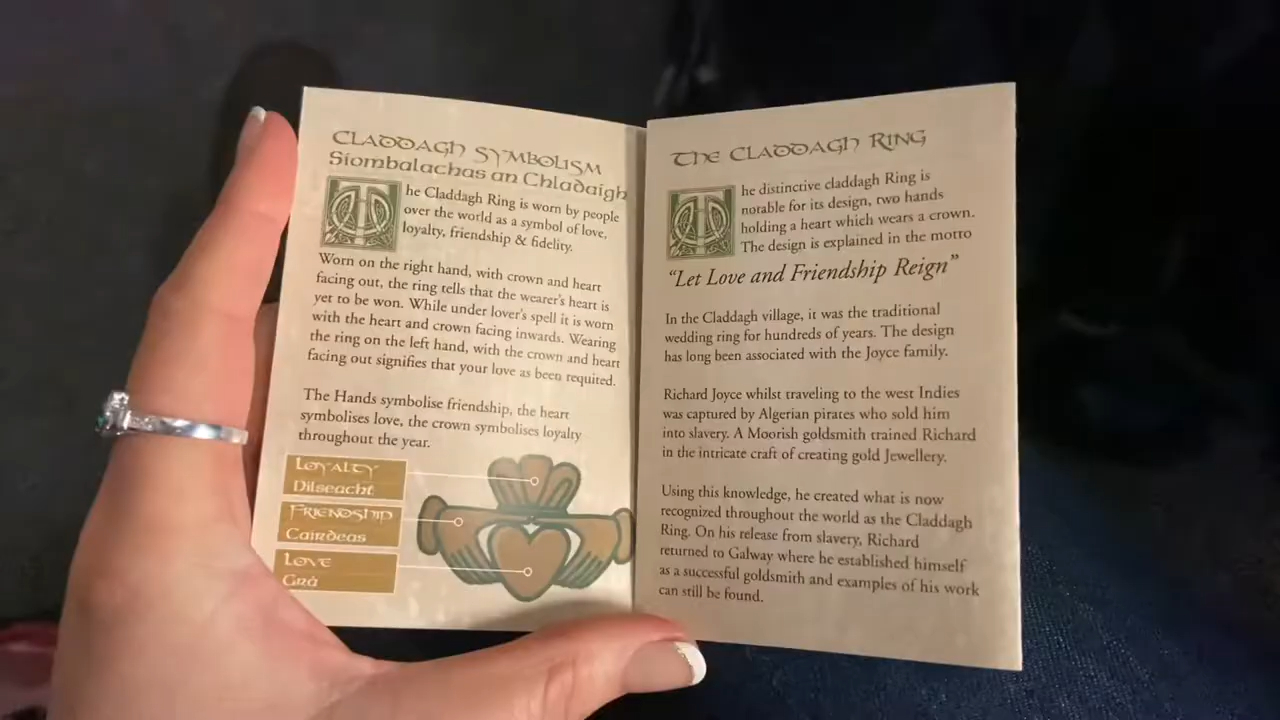 Claddagh Symbolism
Síombalachas an Chladaigh
The Claddagh Ring is worn by people
over the world as a symbol of love,
loyalty, friendship & fidelity.
Worn on the right hand, with crown and heart
facing out, the ring tells that the wearer's heart is
yet to be won. While under lover's spell it is worn
with the heart and crown facing inwards. Wearing
the ring on the left hand, with the crown and heart
facing out signifies that your love as been requited.
The Hands symbolise friendship, the heart
symbolises love, the crown symbolises loyalty
throughout the year.
Loyalty
Dilseacht
Friendship
Cairdeas
Love
Grá
The Claddagh Ring
The distinctive claddagh Ring is
notable for its design, two hands
holding a heart which wears a crown.
The design is explained in the motto
“Let Love and Friendship Reign”
In the Claddagh village, it was the traditional
wedding ring for hundreds of years. The design
has long been associated with the Joyce family.
Richard Joyce whilst traveling to the west Indies
was captured by Algerian pirates who sold him
into slavery. A Moorish goldsmith trained Richard
in the intricate craft of creating gold Jewellery.
Using this knowledge, he created what is now
recognized throughout the world as the Claddagh
Ring. On his release from slavery, Richard
returned to Galway where he established himself
as a successful goldsmith and examples of his work
can still be found.